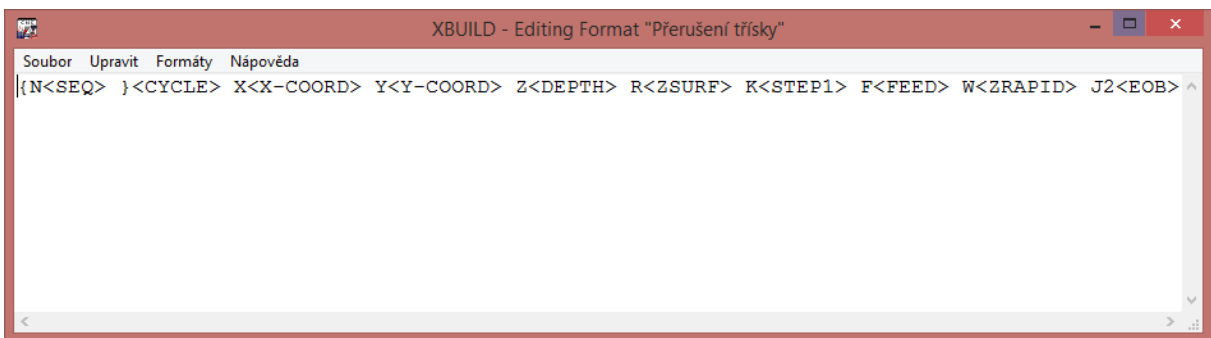 XBUILD - Editing Format "Přerušení třísky"
Soubor Upravit Formáty Nápověda
{N<SEQ> }<CYCLE> X<X-COORD> Y<Y-COORD> Z<DEPTH> R<ZSURF> K<STEP1> F<FEED> W<ZRAPID> J2<EOB>